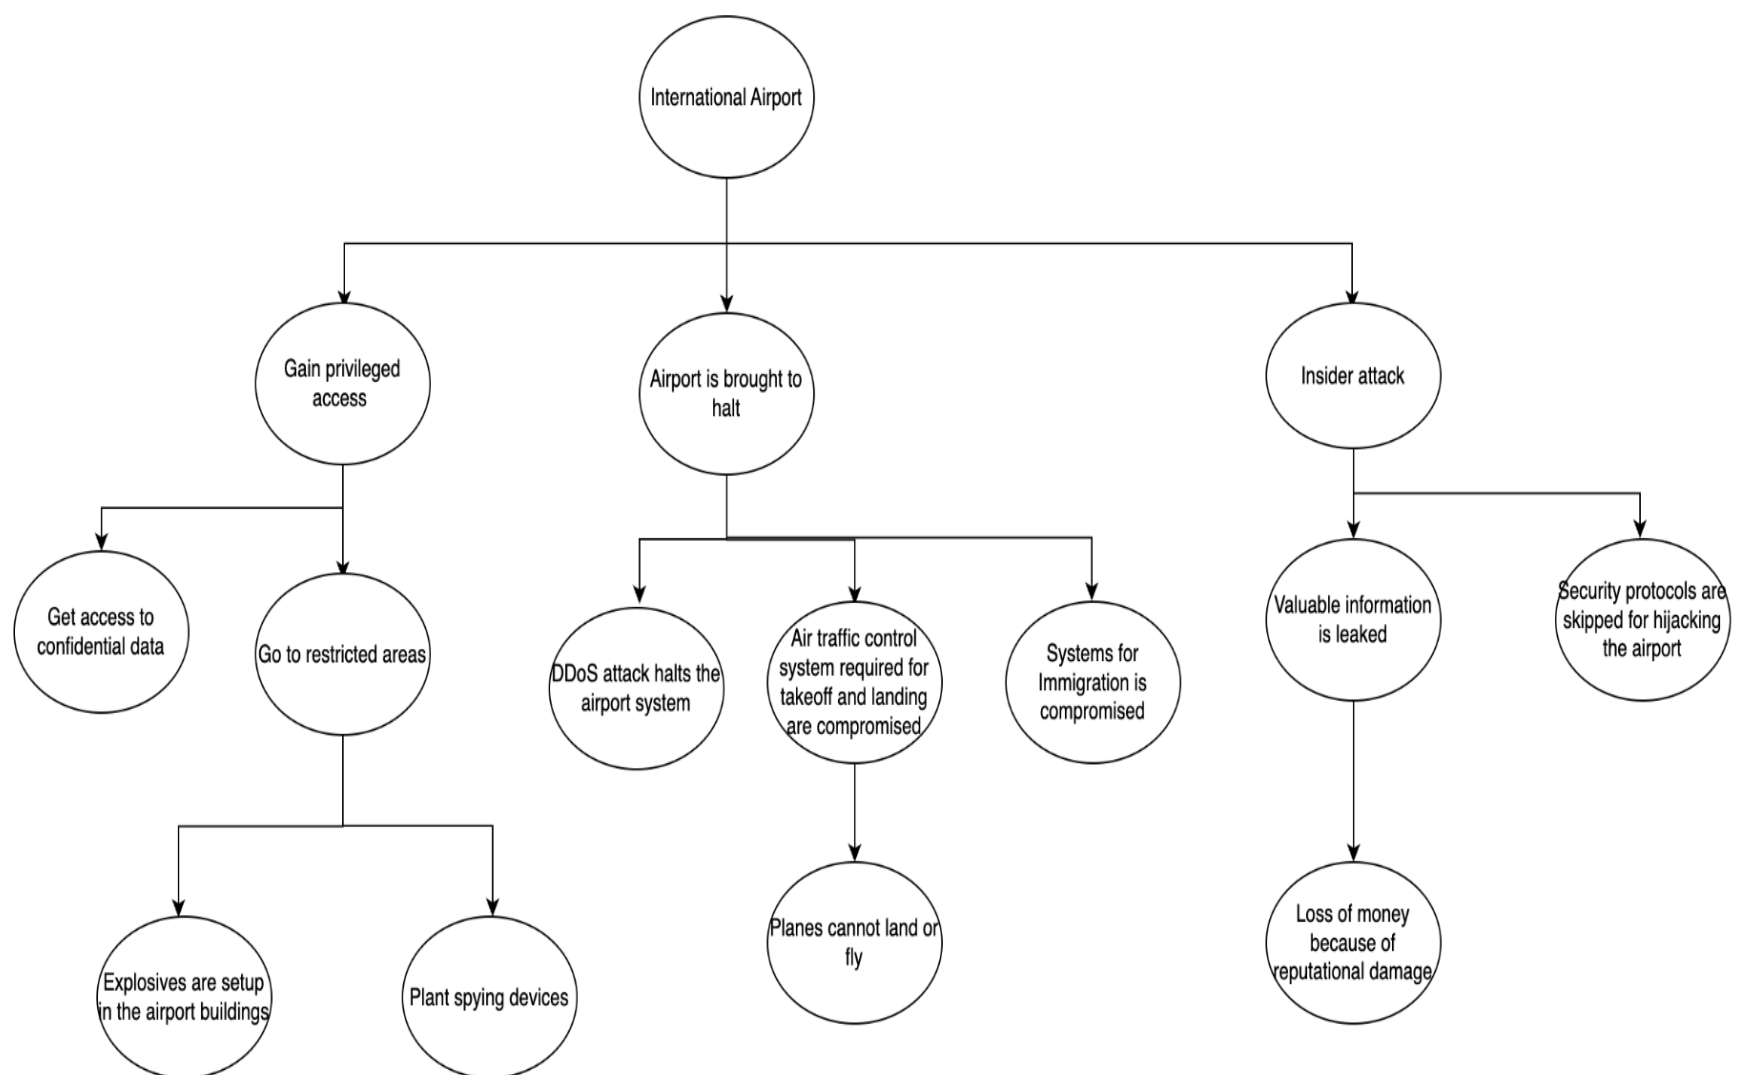 International Airport
Gain privileged
access
Airport is brought to
halt
Insider attack
Get access to
confidential data
Go to restricted areas
DDoS attack halts the
airport system
Air traffic control
system required for
takeoff and landing
are compromised
Systems for
Immigration is
compromised
Valuable information
is leaked
Security protocols are
skipped for hijacking
the airport
Explosives are setup
in the airport buildings
Plant spying devices
Planes cannot land or
fly
Loss of money
because of
reputational damage